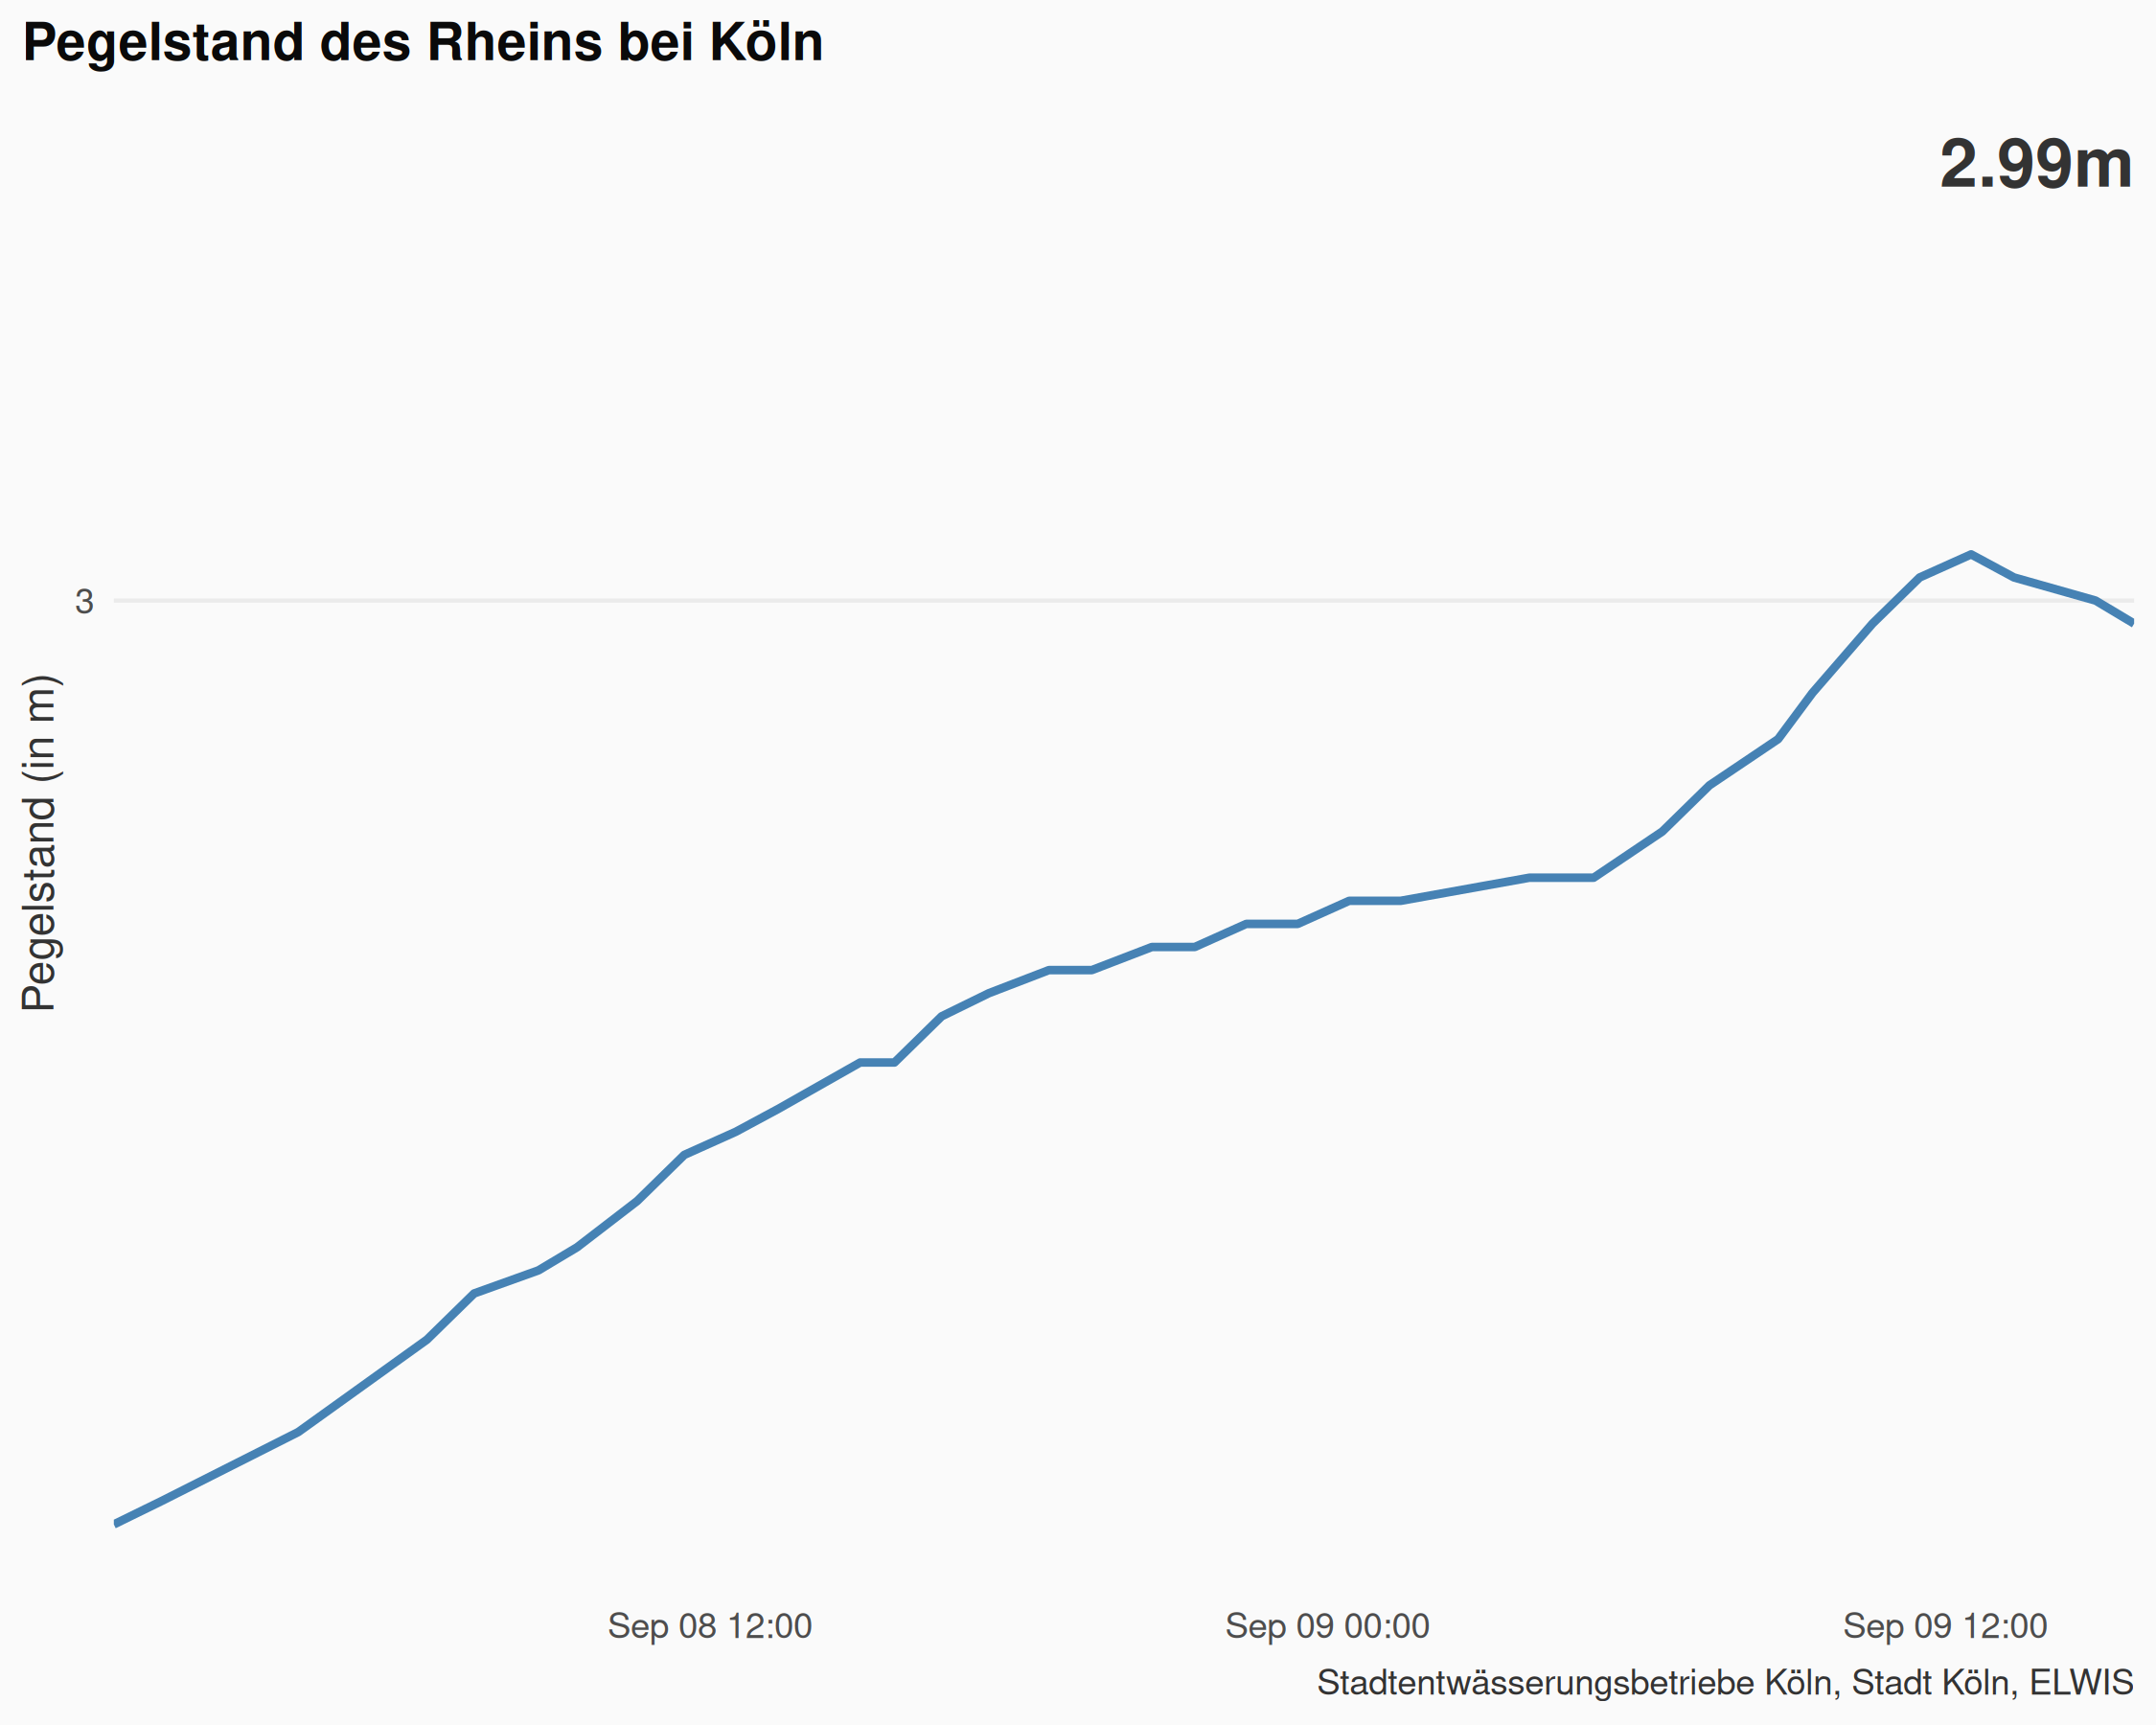 Pegelstand des Rheins bei Köln
2.99m
3
Pegelstand (in m)
Sep 08 12:00
Sep 09 00:00
Sep 09 12:00
Stadtentwässerungsbetriebe Köln, Stadt Köln, ELWIS